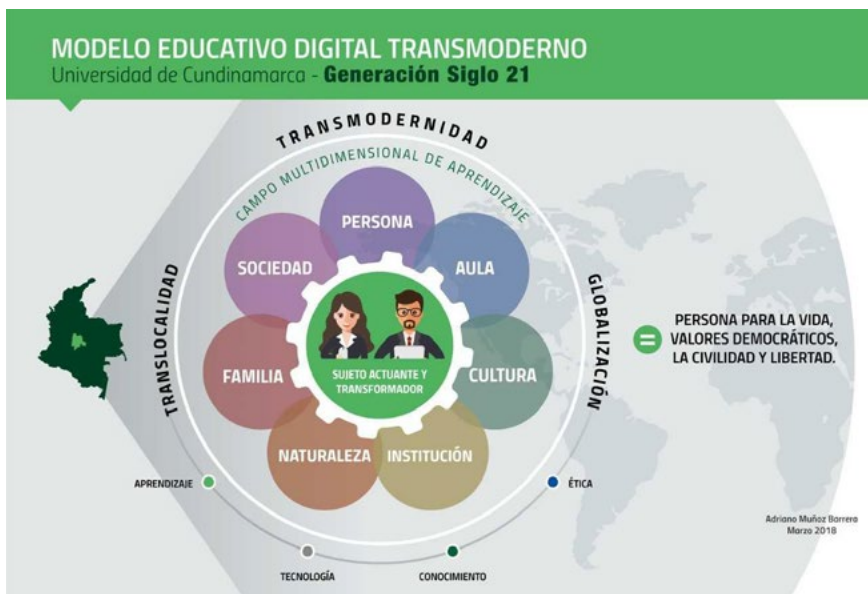 MODELO EDUCATIVO DIGITAL TRANSMODERNO
Universidad de Cundinamarca - Generación Siglo 21
TRANSMODERNIDAD
CAMPO MULTIDIMENSIONAL DE APRENDIZAJE
TRANSLOCALIDAD
GLOBALIZACIÓN
PERSONA
SOCIEDAD
AULA
FAMILIA
CULTURA
NATURALEZA
INSTITUCIÓN
SUJETO ACTUANTE Y
TRANSFORMADOR
=
PERSONA PARA LA VIDA,
VALORES DEMOCRÁTICOS,
LA CIVILIDAD Y LIBERTAD.
APRENDIZAJE
TECNOLOGÍA
CONOCIMIENTO
ÉTICA
Adriano Muñoz Barrera
Marzo 2018